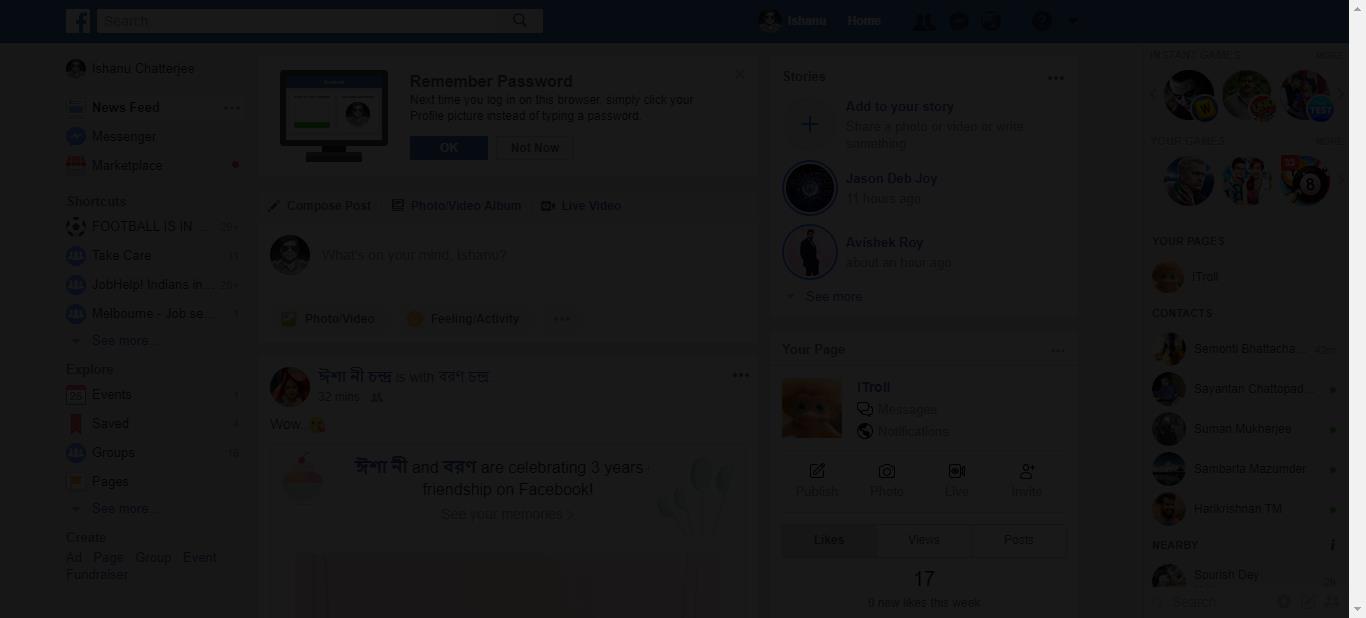 Search
Ishanu
Home
Ishanu Chatterjee
News Feed
Messenger
Marketplace
Shortcuts
FOOTBALL IS IN ...
29+
Take Care
11
JobHelp! Indians in...
20+
Melbourne - Job se...
1
See more...
Explore
Events
1
Saved
4
Groups
16
Pages
See more...
Create
Ad Page Group Event
Fundraiser
Remember Password
Next time you log in on this browser, simply click your
Profile picture instead of typing a password.
OK
Not Now
Compose Post
Photo/Video Album
Live Video
What's on your mind, Ishanu?
Photo/Video
Feeling/Activity
ঈশা নী চন্দ্র is with বরণ চন্দ্র
32 mins
Wow..
ঈশা নী and বরণ are celebrating 3 years
friendship on Facebook!
See your memories >
Stories
Add to your story
Share a photo or video or write
something
Jason Deb Joy
11 hours ago
Avishek Roy
about an hour ago
See more
Your Page
!Troll
Messages
Notifications
Publish
Photo
Live
Invite
Likes
Views
Posts
17
0 new likes this week
INSTANT GAMES
MORE
W
TEST
YOUR GAMES
MORE
8
YOUR PAGES
!Troll
CONTACTS
Semonti Bhattacha...
42m
Sayantan Chattopad...
Suman Mukherjee
Sambarta Mazumder
Harikrishnan TM
NEARBY
Spurish Dey
2h
Search